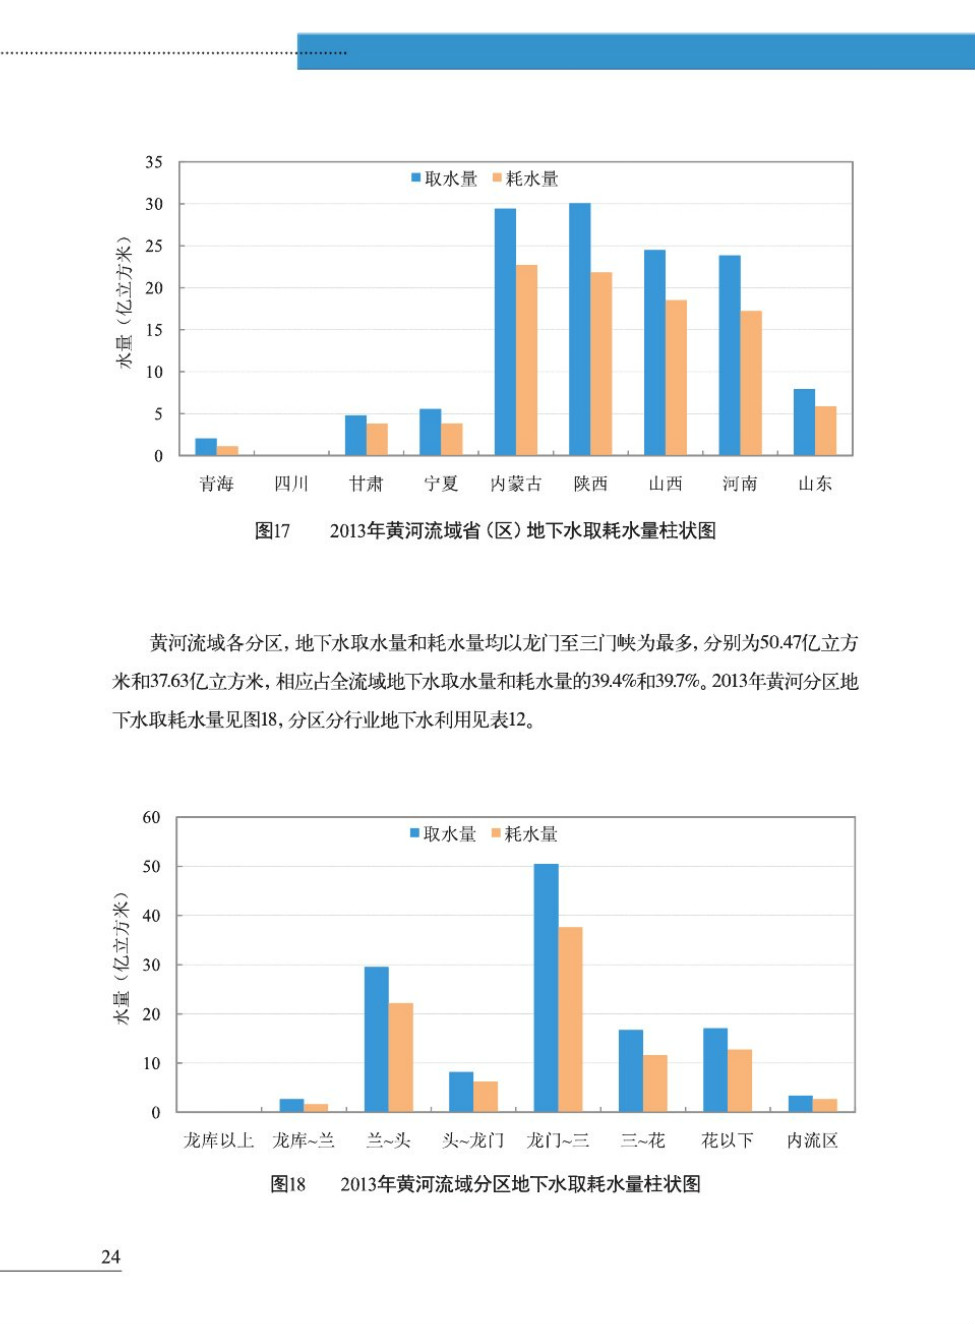 35
30
25
20
15
10
5
0
水量（亿立方米）
取水量 耗水量
青海 四川 甘肃 宁夏 内蒙古 陕西 山西 河南 山东
图17 2013年黄河流域省（区）地下水取耗水量柱状图
黄河流域各分区，地下水取水量和耗水量均以龙门至三门峡为最多，分别为50.47亿立方
米和37.63亿立方米，相应占全流域地下水取水量和耗水量的39.4%和39.7%。2013年黄河分区地
下水取耗水量见图18，分区分行业地下水利用见表12。
60
50
40
30
20
10
0
水量（亿立方米）
取水量 耗水量
龙库以上 龙库~兰 兰~头 头~龙门 龙门~三 三~花 花以下 内流区
图18 2013年黄河流域分区地下水取耗水量柱状图
24